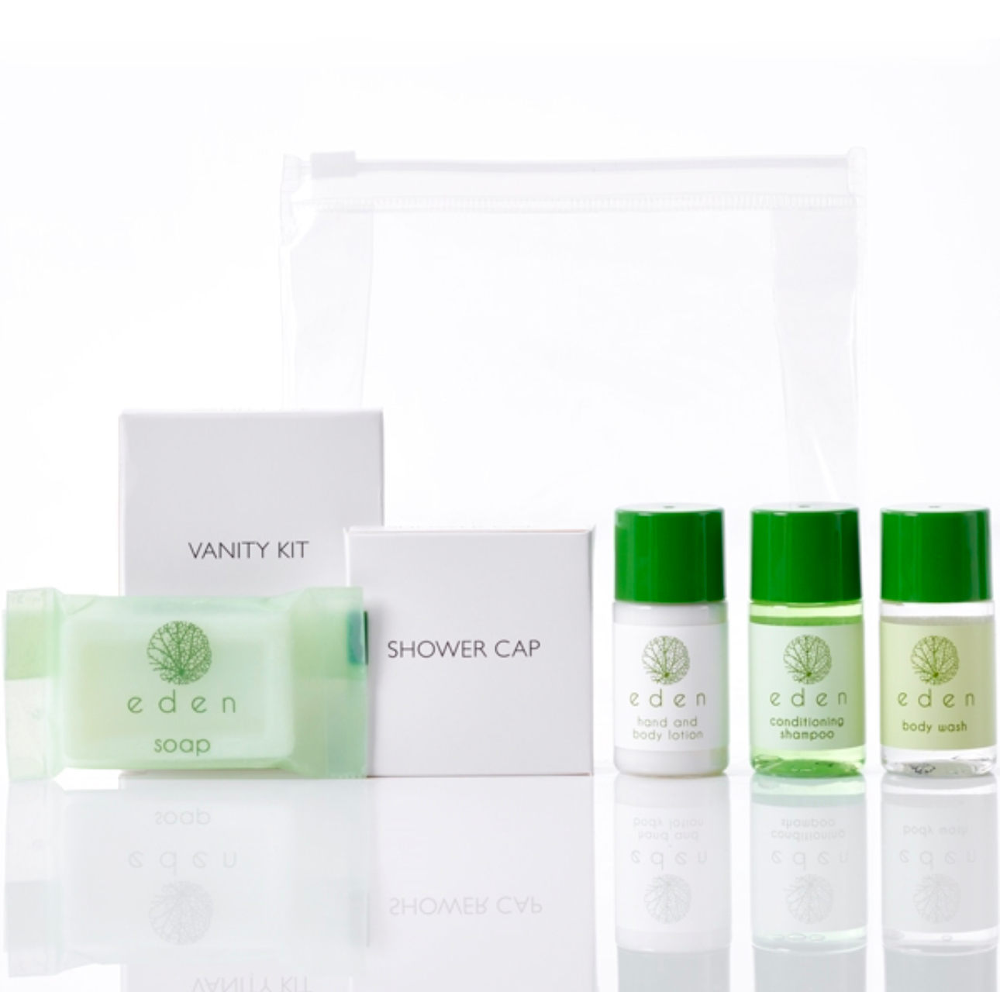 VANITY KIT
SHOWER CAP
eden
soap
eden
hand and
body lotion
eden
conditioning
shampoo
eden
body wash